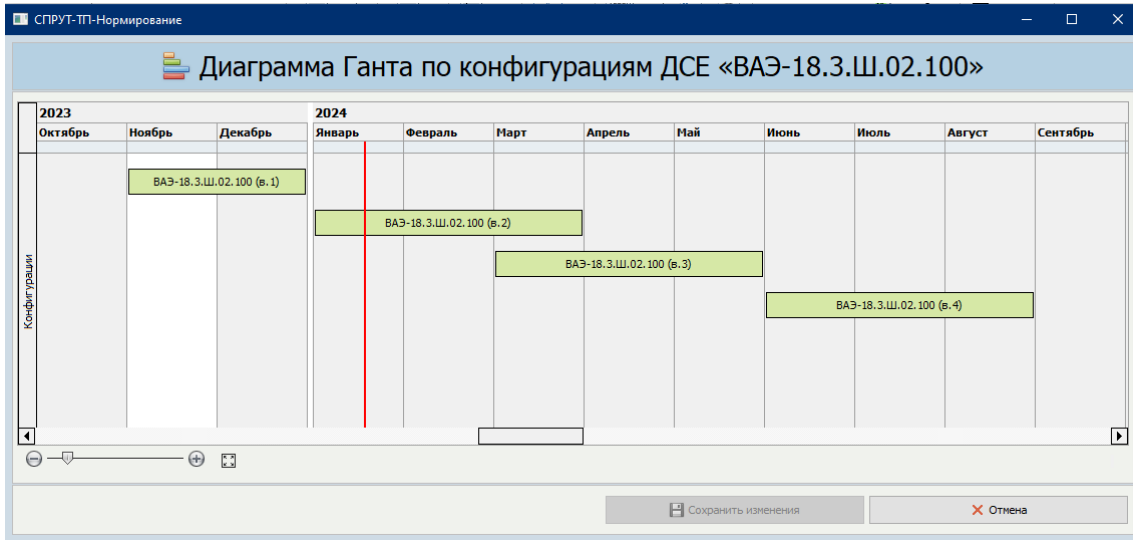 СПРУТ-ТП-Нормирование
Диаграмма Ганта по конфигурациям ДСЕ «ВАЭ-18.3.Ш.02.100»
2023 2024
Октябрь Ноябрь Декабрь Январь Февраль Март Апрель Май Июнь Июль Август Сентябрь
Конфигурации
ВАЭ-18.3.Ш.02.100 (в.1)
ВАЭ-18.3.Ш.02.100 (в.2)
ВАЭ-18.3.Ш.02.100 (в.3)
ВАЭ-18.3.Ш.02.100 (в.4)
Сохранить изменения Отмена